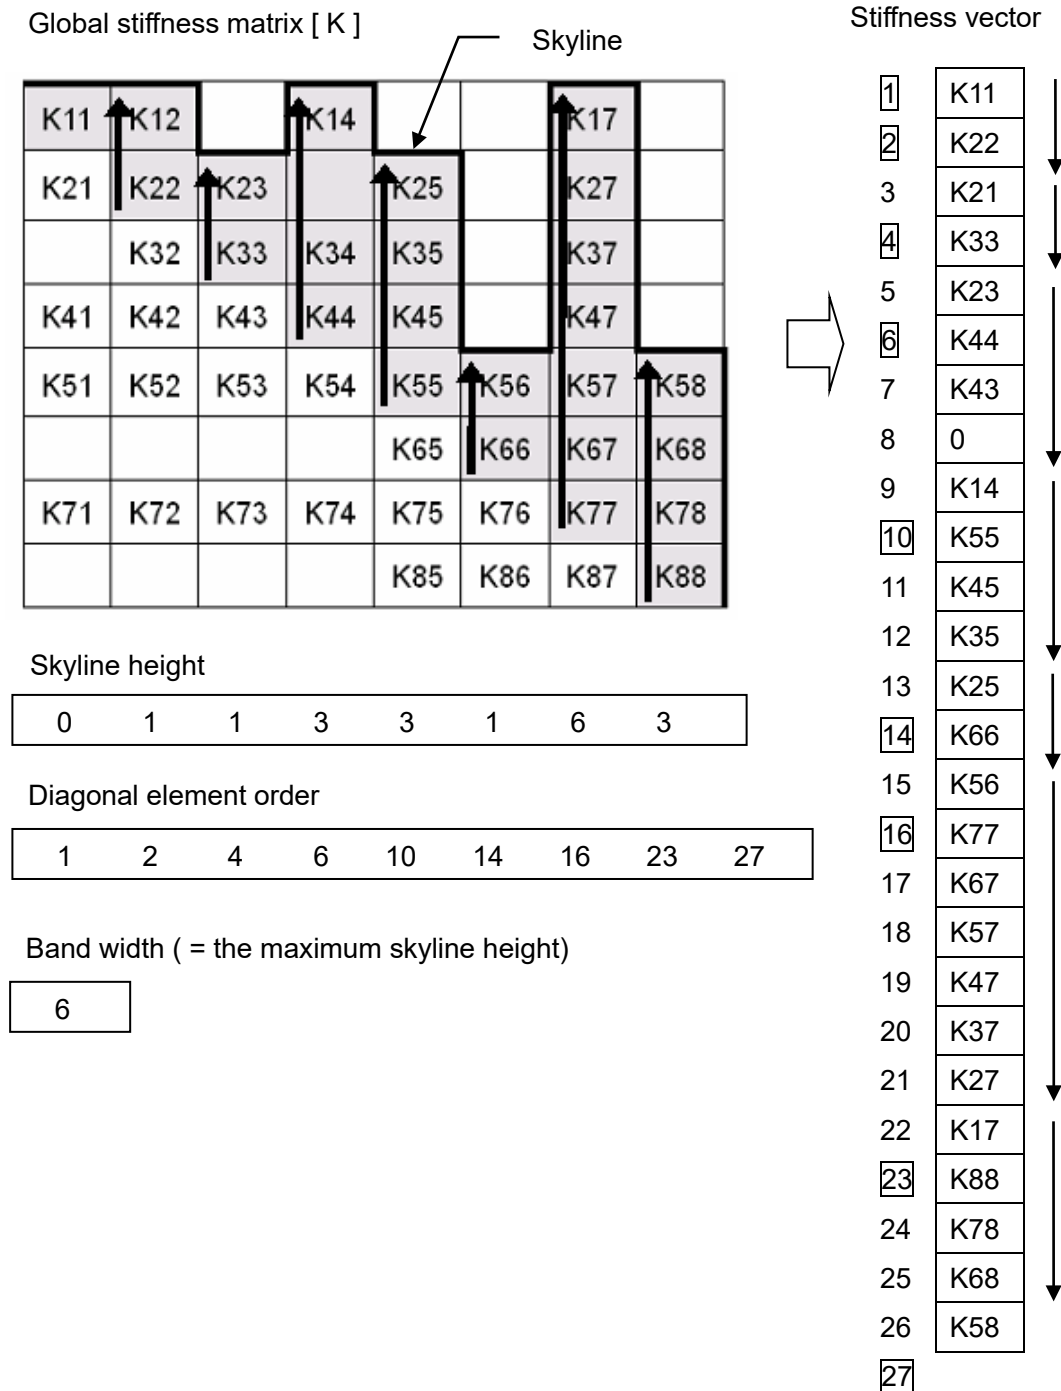 Global stiffness matrix [ K ]
Skyline
K11 K12 K14 K17
K21 K22 K23 K25 K27
K32 K33 K34 K35 K37
K41 K42 K43 K44 K45 K47
K51 K52 K53 K54 K55 K56 K57 K58
K65 K66 K67 K68
K71 K72 K73 K74 K75 K76 K77 K78
K85 K86 K87 K88
Skyline height
0 1 1 3 3 1 6 3
Diagonal element order
1 2 4 6 10 14 16 23 27
Band width ( = the maximum skyline height)
6
Stiffness vector
1 K11
2 K22
3 K21
4 K33
5 K23
6 K44
7 K43
8 0
9 K14
10 K55
11 K45
12 K35
13 K25
14 K66
15 K56
16 K77
17 K67
18 K57
19 K47
20 K37
21 K27
22 K17
23 K88
24 K78
25 K68
26 K58
27